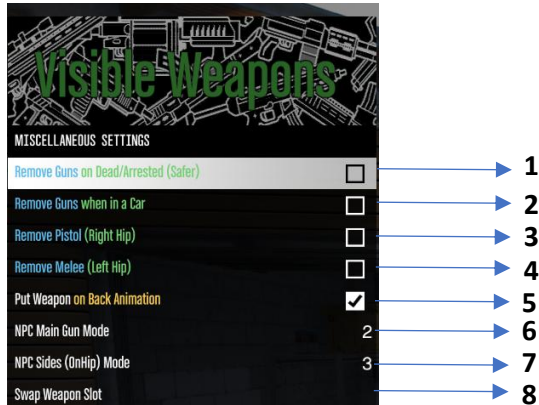 Visible Weapons
MISCELLANEOUS SETTINGS
Remove Guns on Dead/Arrested (Safer) 1
Remove Guns when in a Car 2
Remove Pistol (Right Hip) 3
Remove Melee (Left Hip) 4
Put Weapon on Back Animation 5
NPC Main Gun Mode 2 6
NPC Sides (OnHip) Mode 3 7
Swap Weapon Slot 8